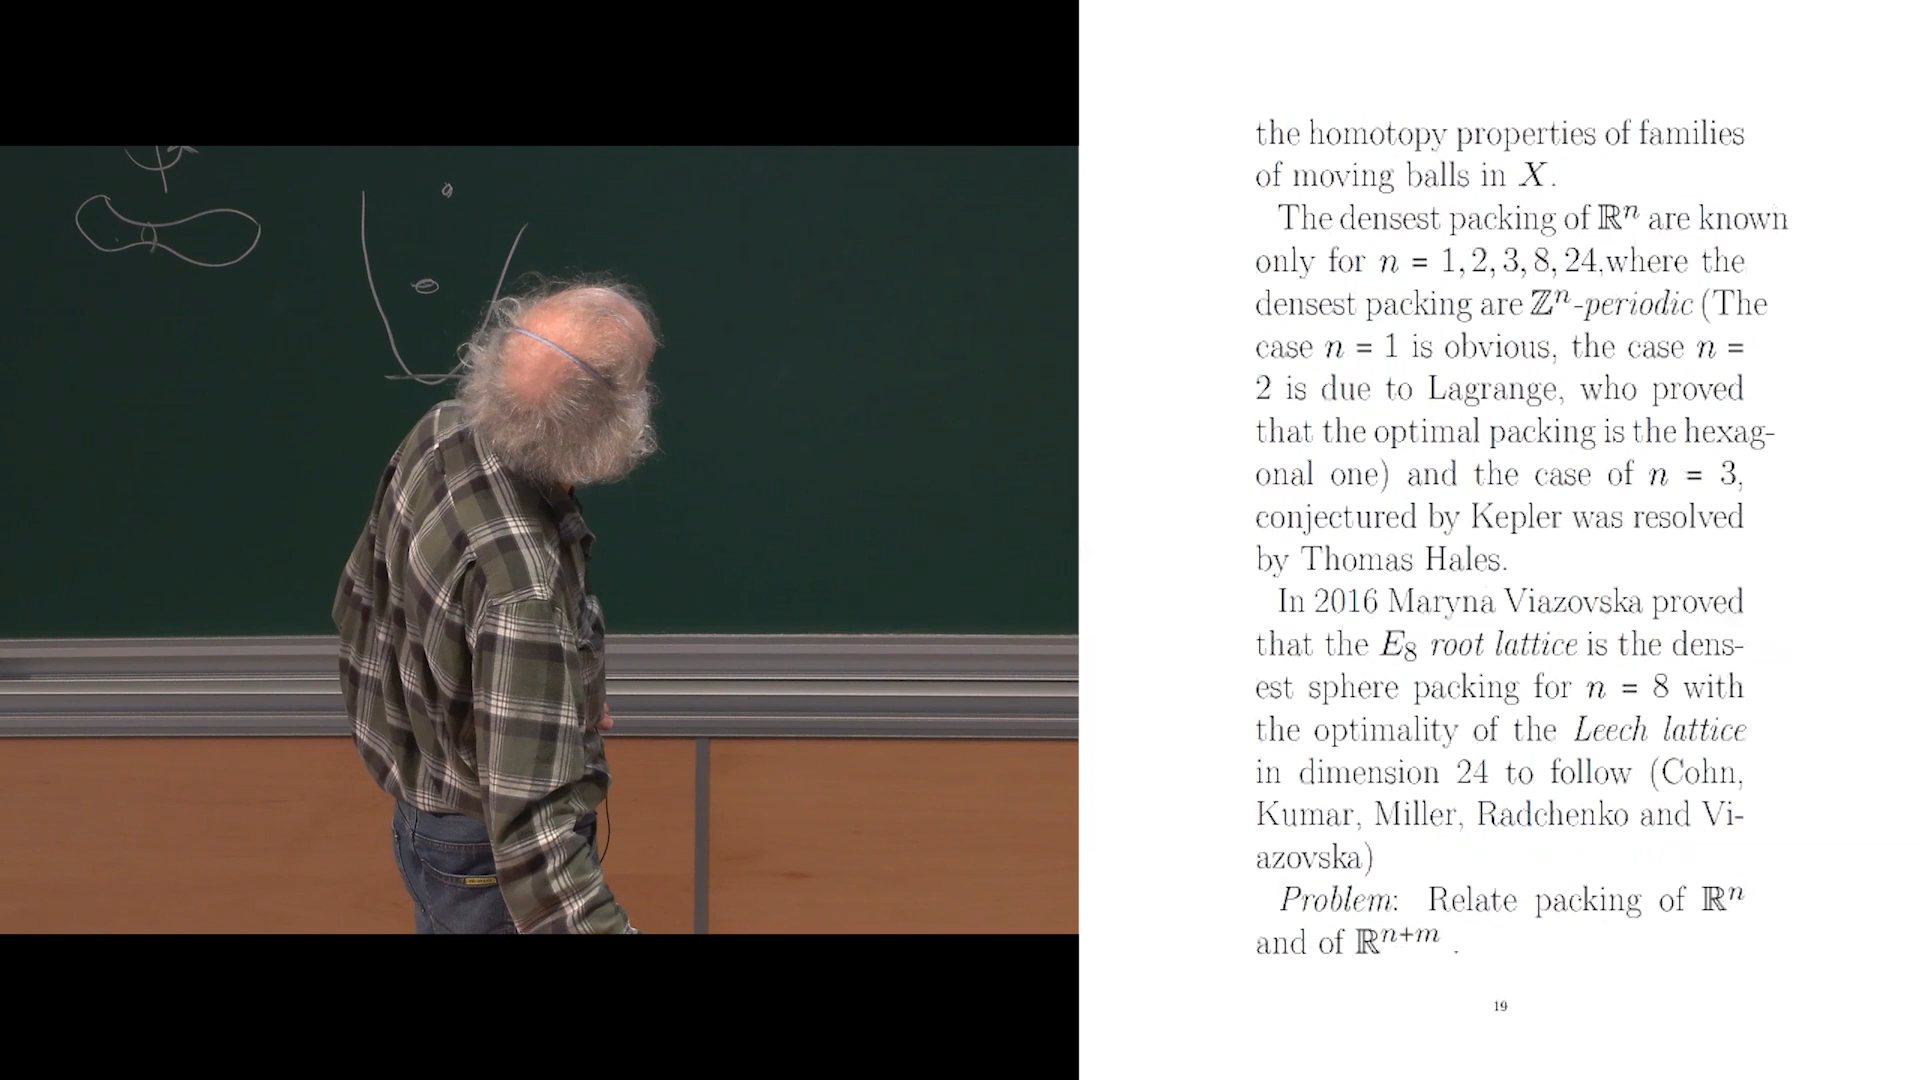 the homotopy properties of families
of moving balls in X.
The densest packing of ℝⁿ are known
only for n = 1, 2, 3, 8, 24,where the
densest packing are ℤⁿ-periodic (The
case n = 1 is obvious, the case n =
2 is due to Lagrange, who proved
that the optimal packing is the hexag-
onal one) and the case of n = 3,
conjectured by Kepler was resolved
by Thomas Hales.
In 2016 Maryna Viazovska proved
that the E₈ root lattice is the dens-
est sphere packing for n = 8 with
the optimality of the Leech lattice
in dimension 24 to follow (Cohn,
Kumar, Miller, Radchenko and Vi-
azovska)
Problem: Relate packing of ℝⁿ
and of ℝⁿ⁺ᵐ .
19